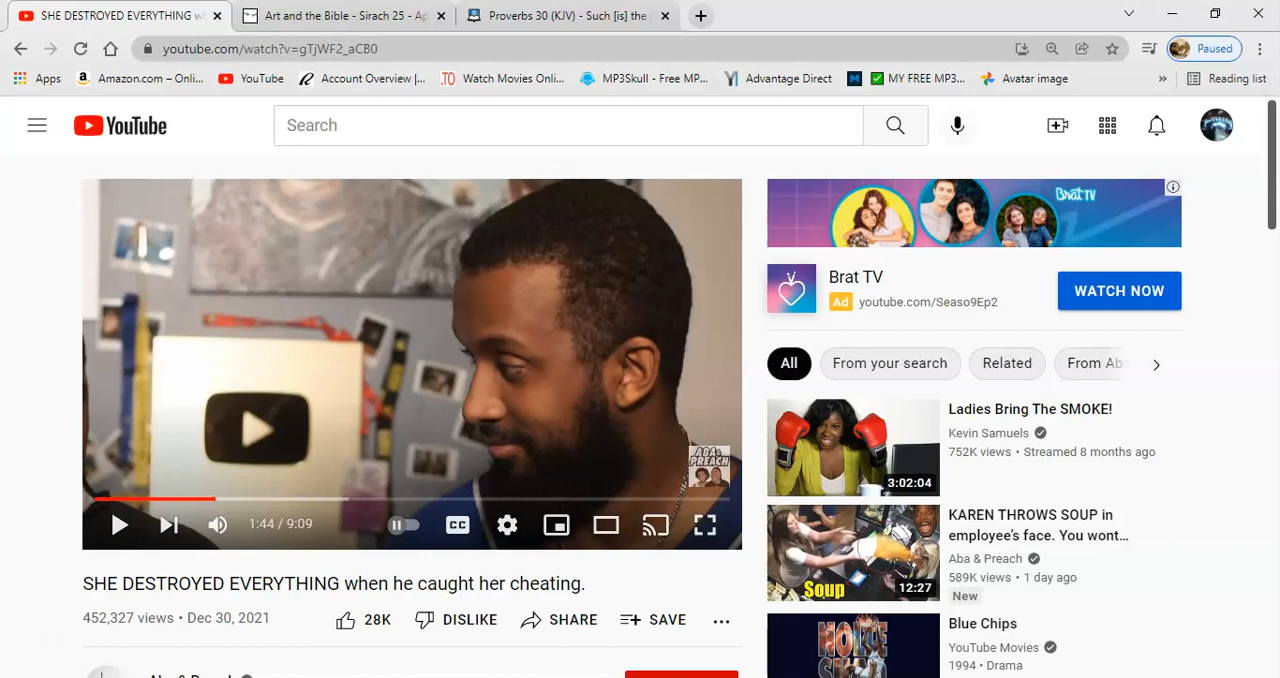 SHE DESTROYED EVERYTHING w
Art and the Bible - Sirach 25 - Ap
Proverbs 30 (KJV) - Such [is] the
youtube.com/watch?v=gTjWF2_aCB0
Paused
Apps
Amazon.com – Onli...
YouTube
Account Overview |...
Watch Movies Onli...
MP3Skull - Free MP...
Advantage Direct
MY FREE MP3...
Avatar image
Reading list
YouTube
Search
ABA&
PREACH
1:44 / 9:09
CC
SHE DESTROYED EVERYTHING when he caught her cheating.
452,327 views • Dec 30, 2021
28K
DISLIKE
SHARE
SAVE
Brat TV
Brat TV
Ad youtube.com/Seaso9Ep2
WATCH NOW
All
From your search
Related
From Ab
Ladies Bring The SMOKE!
Kevin Samuels
752K views • Streamed 8 months ago
3:02:04
KAREN THROWS SOUP in
employee's face. You wont...
Aba & Preach
589K views • 1 day ago
New
Soup
12:27
Blue Chips
YouTube Movies
1994 • Drama